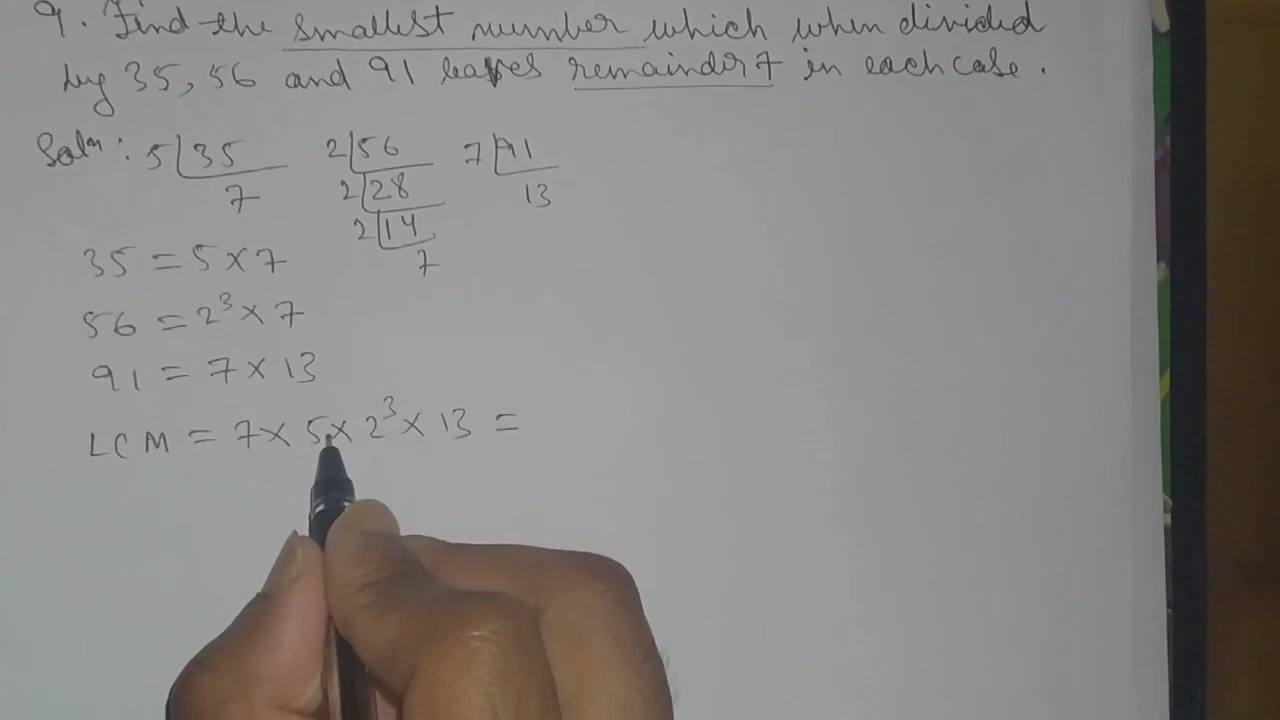 9. Find the smallest number which when divided
by 35, 56 and 91 leaves remainder 7 in each case.
Soln : 5 35 2 56 7 91
7 2 28 13
2 14
7
35 = 5 × 7
56 = 2³ × 7
91 = 7 × 13
LCM = 7 × 5 × 2³ × 13 =